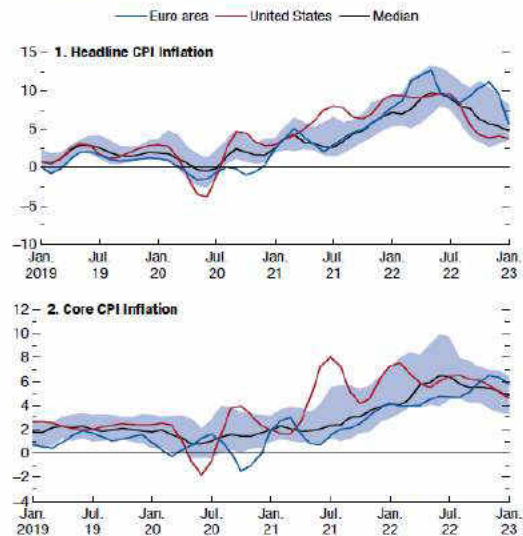 Euro area United States Median
1. Headline CPI Inflation
15
10
5
0
–5
–10
Jan. Jul. Jan. Jul. Jan. Jul. Jan. Jul. Jan.
2019 19 20 20 21 21 22 22 23
2. Core CPI Inflation
12
10
8
6
4
2
0
–2
–4
Jan. Jul. Jan. Jul. Jan. Jul. Jan. Jul. Jan.
2019 19 20 20 21 21 22 22 23